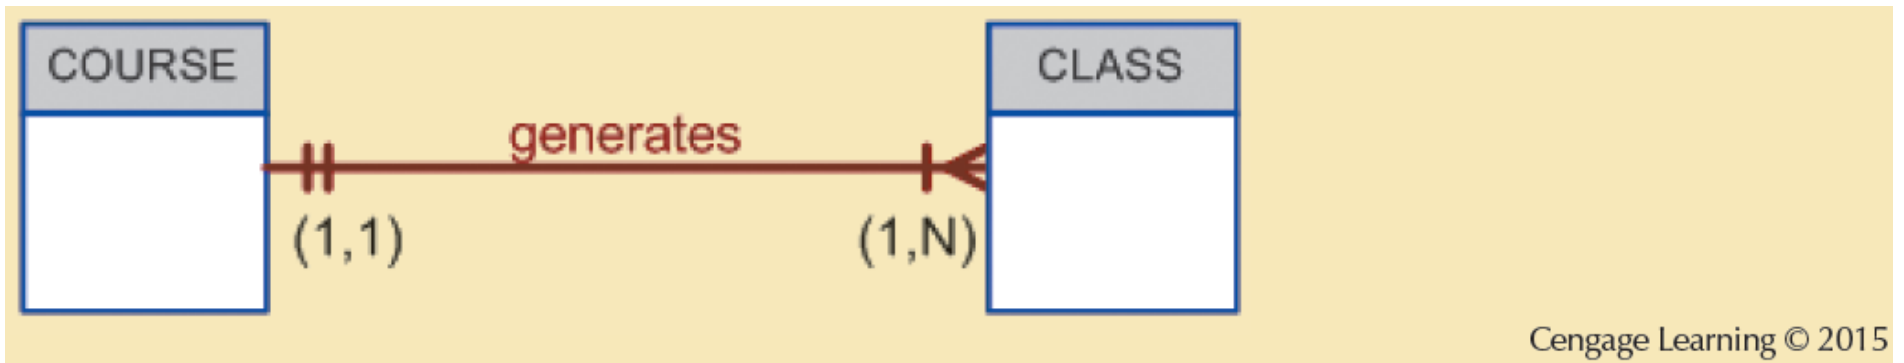 COURSE
CLASS
generates
(1,1)
(1,N)
Cengage Learning © 2015